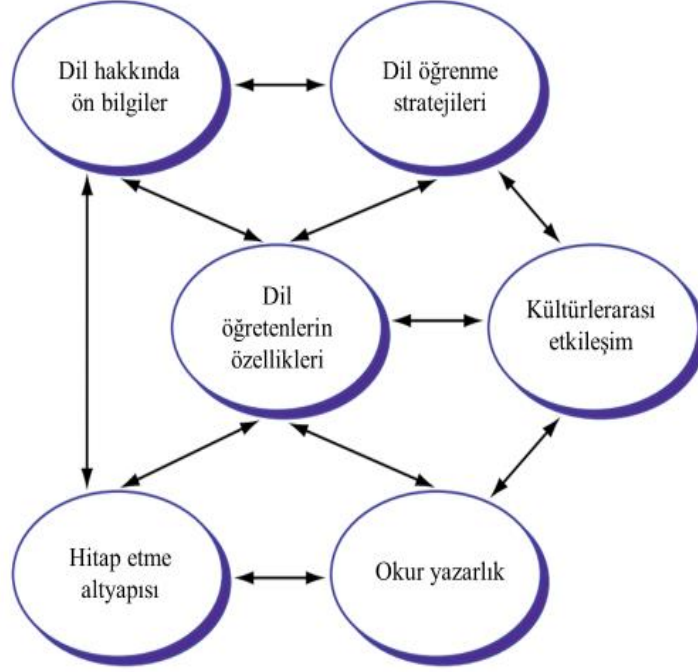 Dil hakkında
ön bilgiler
Dil öğrenme
stratejileri
Dil
öğretenlerin
özellikleri
Kültürlerarası
etkileşim
Hitap etme
altyapısı
Okur yazarlık